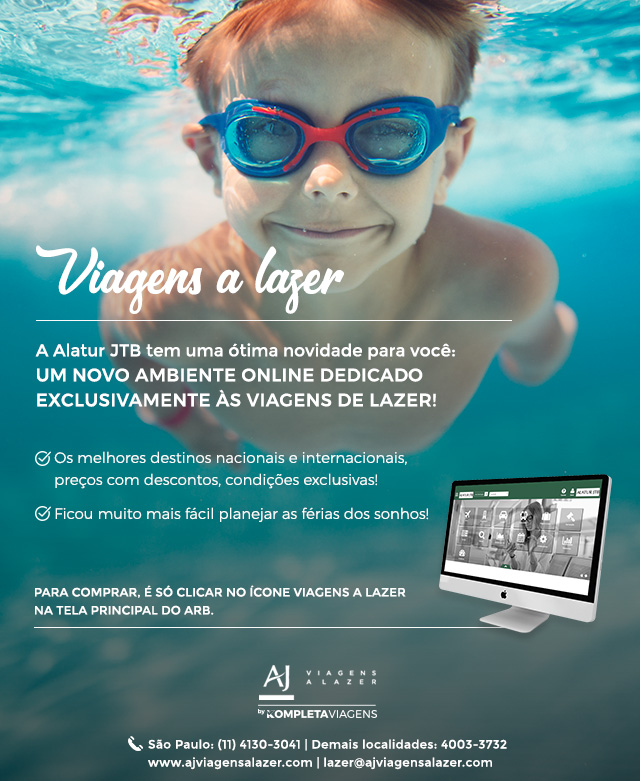 Viagens a lazer
A Alatur JTB tem uma ótima novidade para você:
UM NOVO AMBIENTE ONLINE DEDICADO
EXCLUSIVAMENTE ÀS VIAGENS DE LAZER!
Os melhores destinos nacionais e internacionais,
preços com descontos, condições exclusivas!
Ficou muito mais fácil planejar as férias dos sonhos!
ALATUR JTB
PARA COMPRAR, É SÓ CLICAR NO ÍCONE VIAGENS A LAZER
NA TELA PRINCIPAL DO ARB.
AJ VIAGENS
A LAZER
by KOMPLETAVIAGENS
São Paulo: (11) 4130-3041 | Demais localidades: 4003-3732
www.ajviagensalazer.com | lazer@ajviagensalazer.com